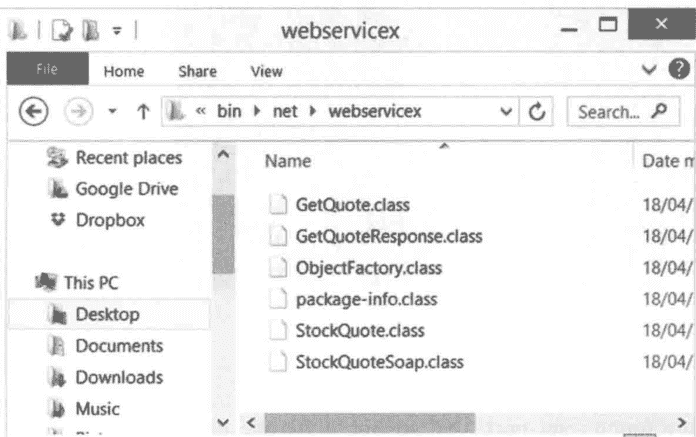 webservicex
File Home Share View
« bin net webservicex Search...
Recent places
Google Drive
Dropbox
This PC
Desktop
Documents
Downloads
Music
Name Date m
GetQuote.class 18/04/
GetQuoteResponse.class 18/04/
ObjectFactory.class 18/04/
package-info.class 18/04/
StockQuote.class 18/04/
StockQuoteSoap.class 18/04/